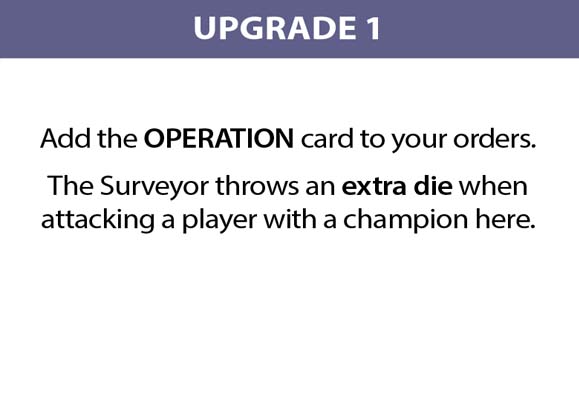 UPGRADE 1
Add the OPERATION card to your orders.
The Surveyor throws an extra die when
attacking a player with a champion here.